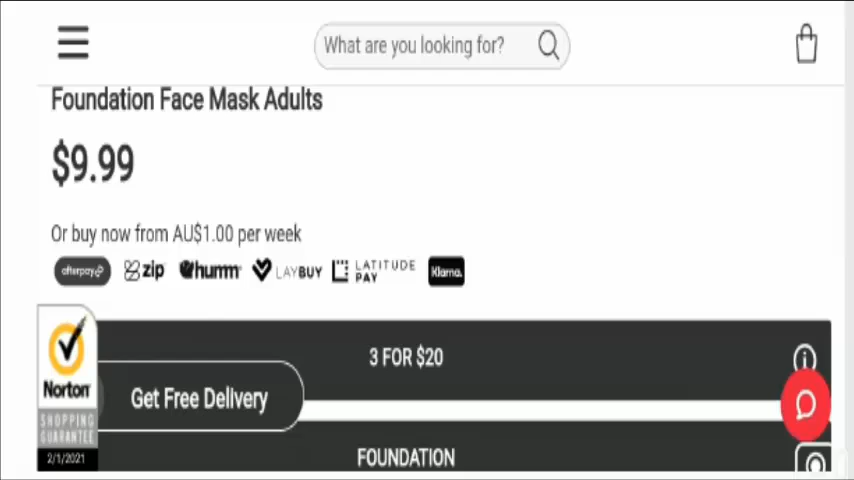 What are you looking for?
Foundation Face Mask Adults
$9.99
Or buy now from AU$1.00 per week
afterpay zip humm LAYBUY LATITUDE PAY Klarna.
3 FOR $20
Norton
Get Free Delivery
SHOPPING
GUARANTEE
2/1/2021
FOUNDATION